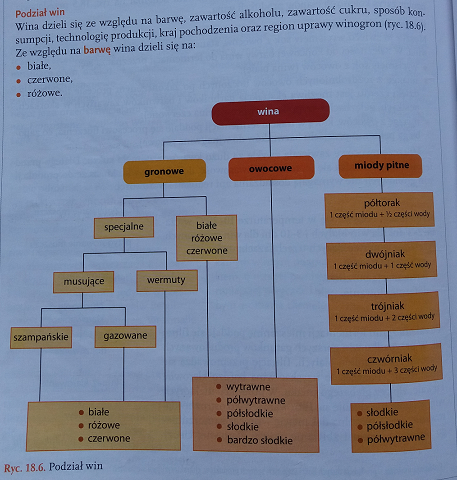 Podział win
Wina dzieli się ze względu na barwę, zawartość alkoholu, zawartość cukru, sposób kon-
sumpcji, technologię produkcji, kraj pochodzenia oraz region uprawy winogron (ryc. 18.6).
Ze względu na barwę wina dzieli się na:
• białe,
• czerwone,
• różowe.
wina
gronowe
owocowe
miody pitne
specjalne
białe
różowe
czerwone
musujące
wermuty
szampańskie
gazowane
półtorak
1 część miodu + ½ części wody
dwójniak
1 część miodu + 1 część wody
trójniak
1 część miodu + 2 części wody
czwórniak
1 część miodu + 3 części wody
• białe
• różowe
• czerwone
• wytrawne
• półwytrawne
• półsłodkie
• słodkie
• bardzo słodkie
• słodkie
• półsłodkie
• półwytrawne
Ryc. 18.6. Podział win